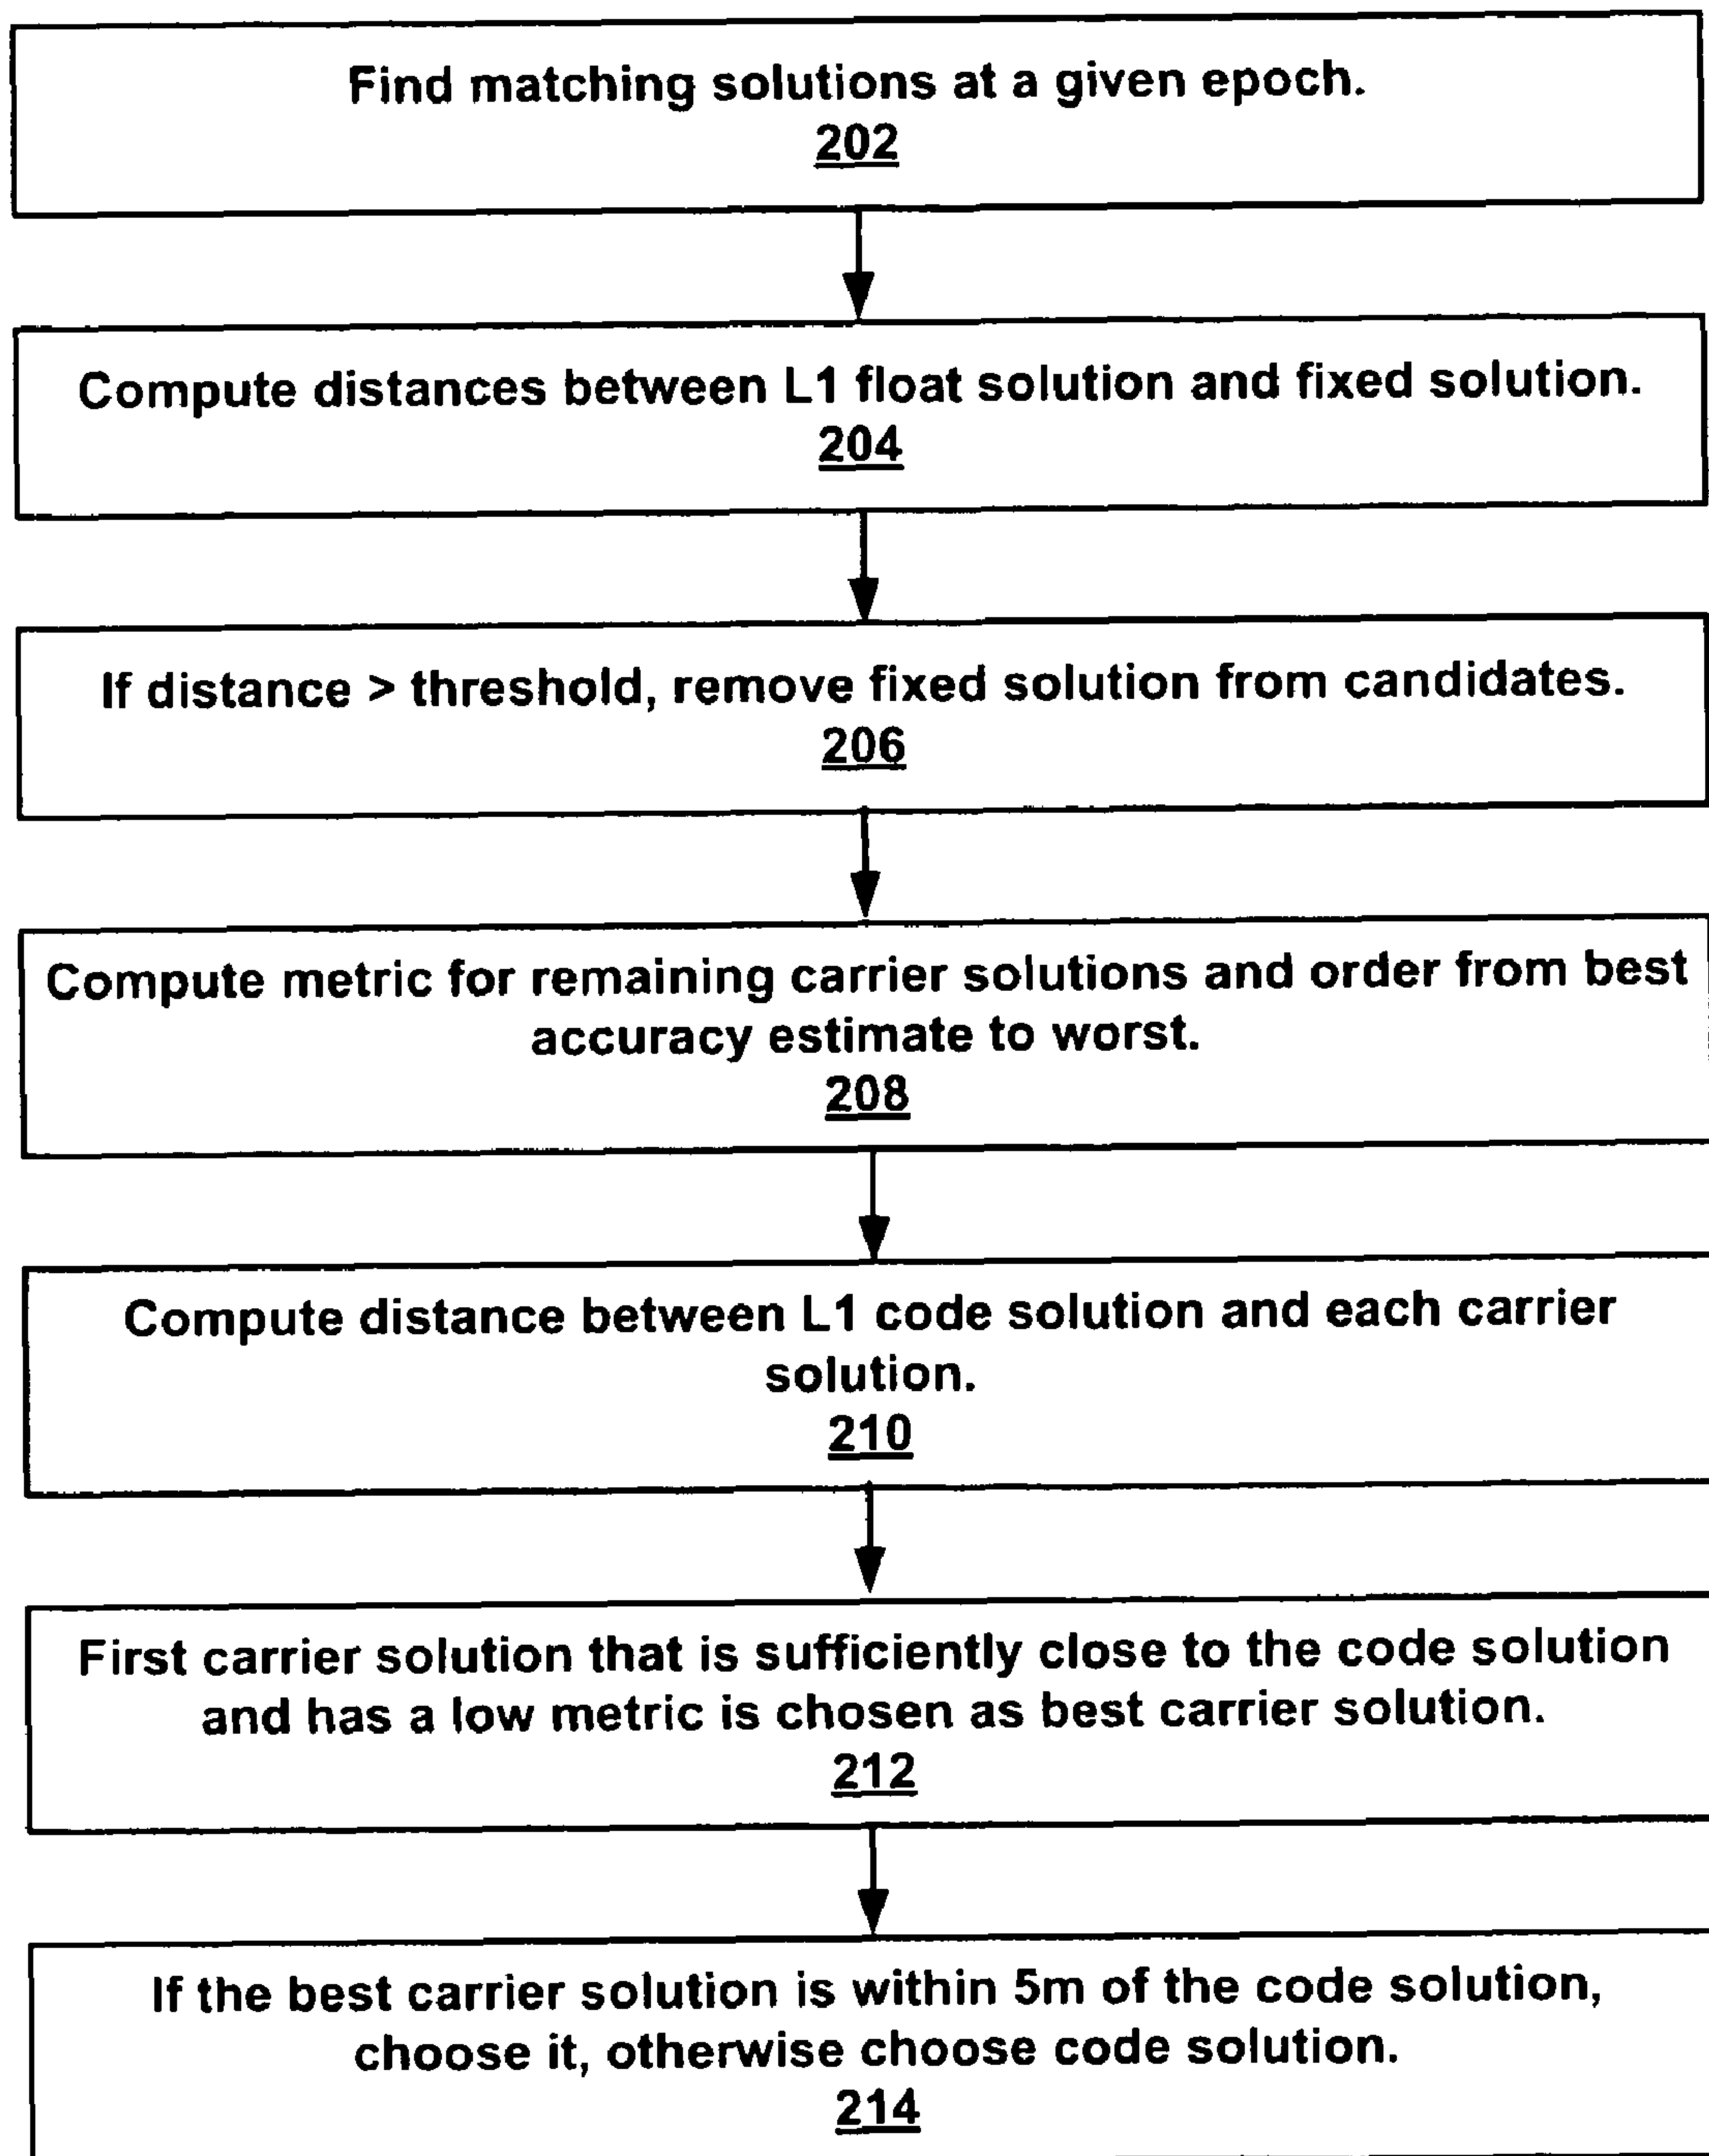 Find matching solutions at a given epoch.
202
Compute distances between L1 float solution and fixed solution.
204
If distance > threshold, remove fixed solution from candidates.
206
Compute metric for remaining carrier solutions and order from best
accuracy estimate to worst.
208
Compute distance between L1 code solution and each carrier
solution.
210
First carrier solution that is sufficiently close to the code solution
and has a low metric is chosen as best carrier solution.
212
If the best carrier solution is within 5m of the code solution,
choose it, otherwise choose code solution.
214